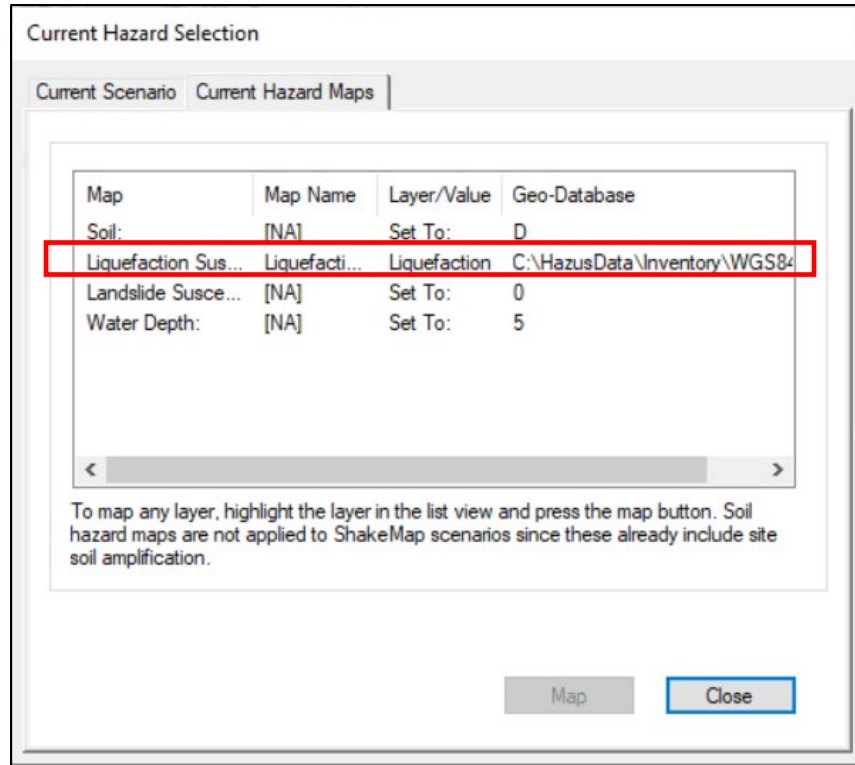 Current Hazard Selection
Current Scenario Current Hazard Maps
Map Map Name Layer/Value Geo-Database
Soil: [NA] Set To: D
Liquefaction Sus... Liquefacti... Liquefaction C:\HazusData\Inventory\WGS84
Landslide Susce... [NA] Set To: 0
Water Depth: [NA] Set To: 5
To map any layer, highlight the layer in the list view and press the map button. Soil
hazard maps are not applied to ShakeMap scenarios since these already include site
soil amplification.
Map Close